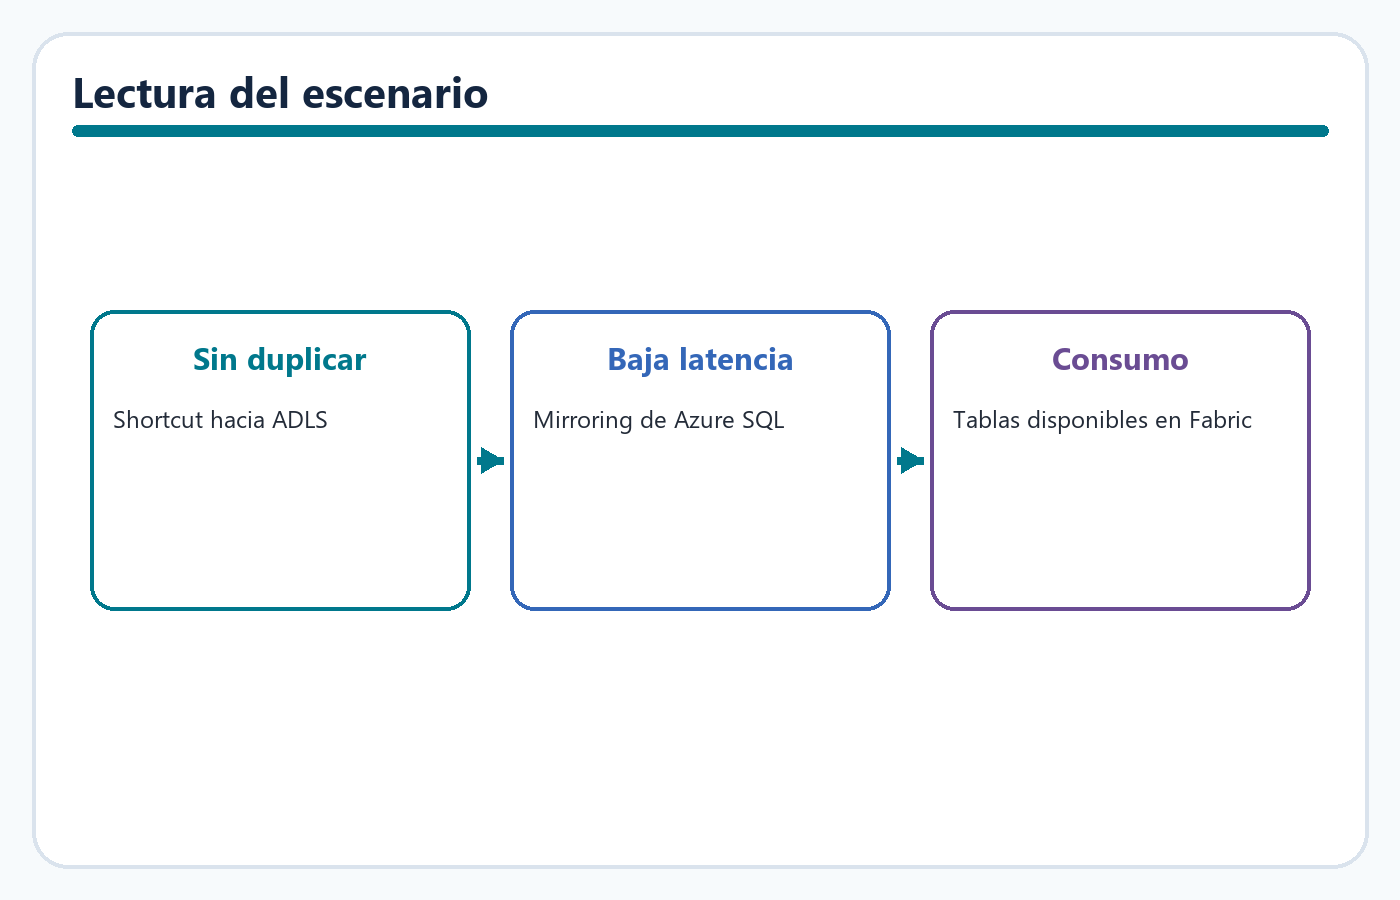 Lectura del escenario
Sin duplicar
Shortcut hacia ADLS
Baja latencia
Mirroring de Azure SQL
Consumo
Tablas disponibles en Fabric